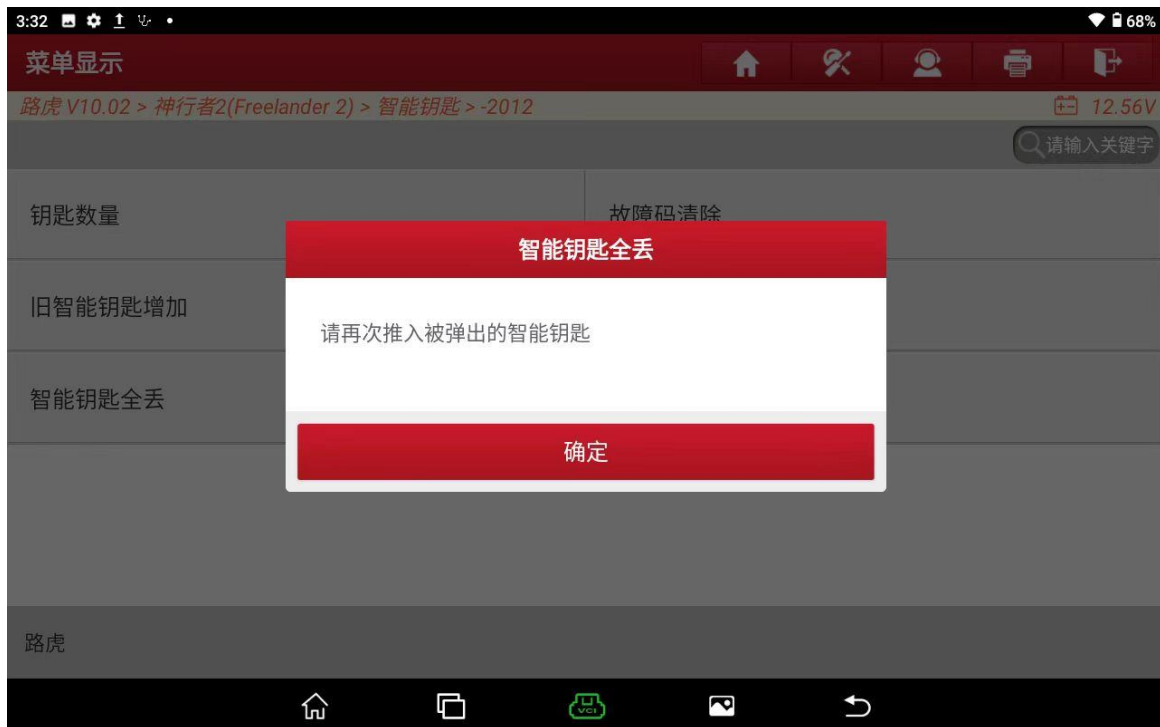 3:32
68%
菜单显示
路虎 V10.02 > 神行者2(Freelander 2) > 智能钥匙 > -2012
12.56V
请输入关键字
钥匙数量
故障码清除
智能钥匙全丢
旧智能钥匙增加
请再次推入被弹出的智能钥匙
智能钥匙全丢
确定
路虎
VCI